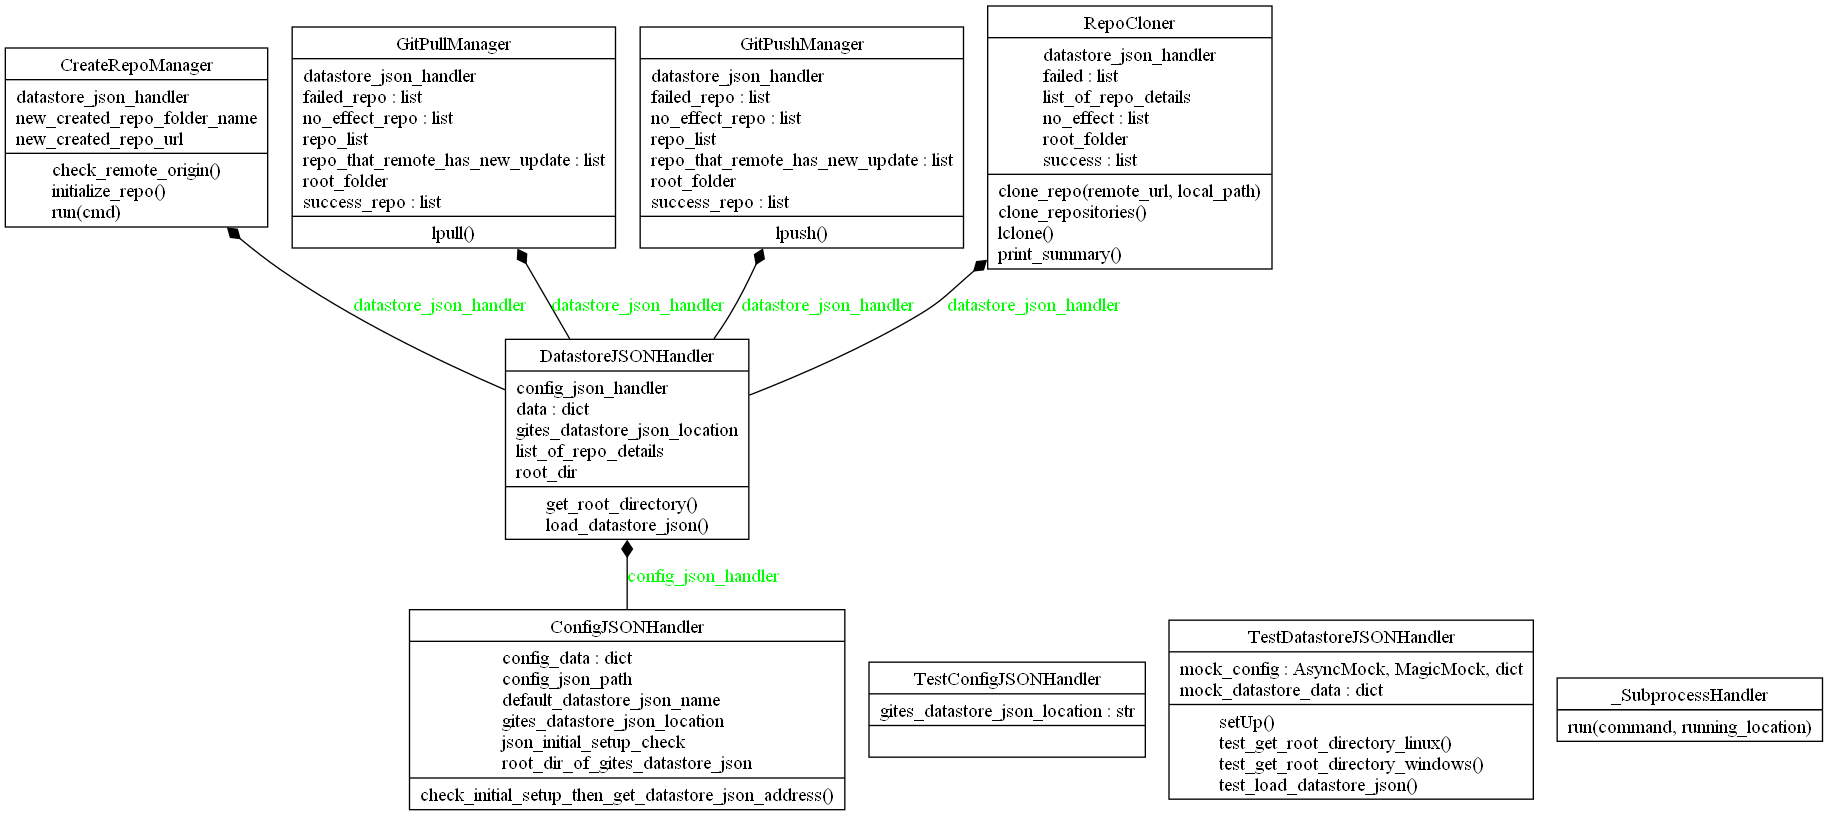 CreateRepoManager
datastore_json_handler
new_created_repo_folder_name
new_created_repo_url
check_remote_origin()
initialize_repo()
run(cmd)
GitPullManager
datastore_json_handler
failed_repo : list
no_effect_repo : list
repo_list
repo_that_remote_has_new_update : list
root_folder
success_repo : list
lpull()
GitPushManager
datastore_json_handler
failed_repo : list
no_effect_repo : list
repo_list
repo_that_remote_has_new_update : list
root_folder
success_repo : list
lpush()
RepoCloner
datastore_json_handler
failed : list
list_of_repo_details
no_effect : list
root_folder
success : list
clone_repo(remote_url, local_path)
clone_repositories()
lclone()
print_summary()
datastore_json_handler
datastore_json_handler
datastore_json_handler
datastore_json_handler
DatastoreJSONHandler
config_json_handler
data : dict
gites_datastore_json_location
list_of_repo_details
root_dir
get_root_directory()
load_datastore_json()
config_json_handler
ConfigJSONHandler
config_data : dict
config_json_path
default_datastore_json_name
gites_datastore_json_location
json_initial_setup_check
root_dir_of_gites_datastore_json
check_initial_setup_then_get_datastore_json_address()
TestConfigJSONHandler
gites_datastore_json_location : str
TestDatastoreJSONHandler
mock_config : AsyncMock, MagicMock, dict
mock_datastore_data : dict
setUp()
test_get_root_directory_linux()
test_get_root_directory_windows()
test_load_datastore_json()
_SubprocessHandler
run(command, running_location)